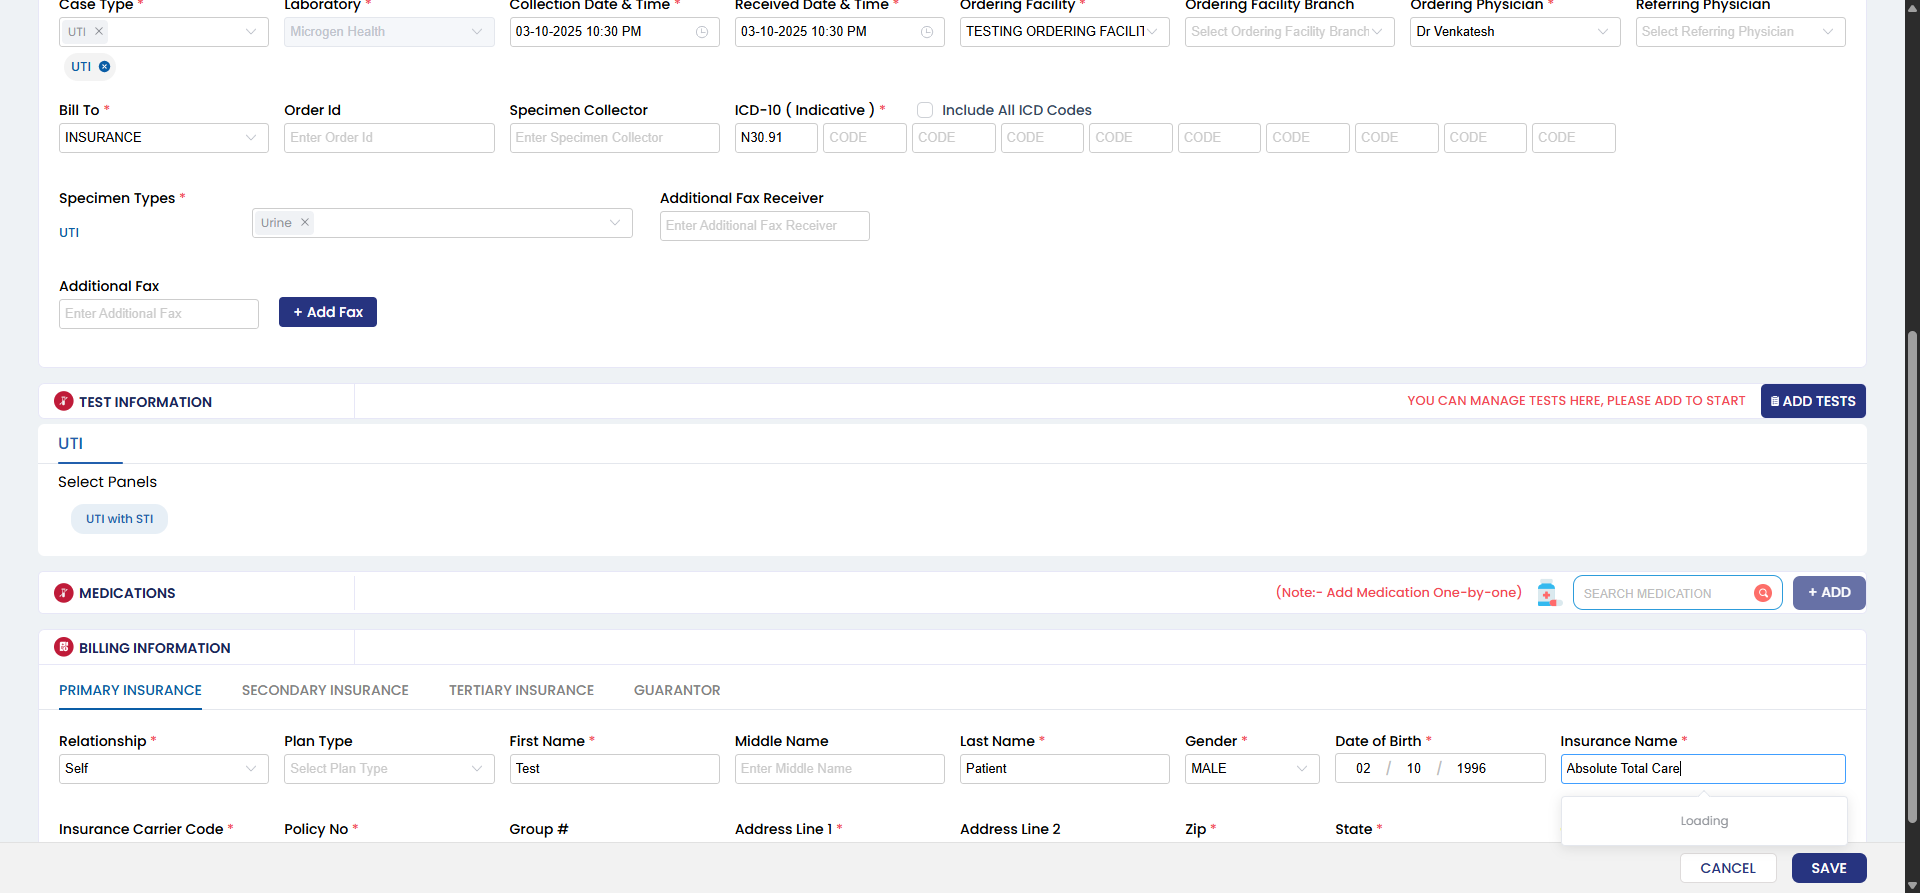 Case Type * Laboratory * Collection Date & Time * Received Date & Time * Ordering Facility * Ordering Facility Branch Ordering Physician * Referring Physician
UTI × Microgen Health 03-10-2025 10:30 PM 03-10-2025 10:30 PM TESTING ORDERING FACILIT Select Ordering Facility Branch Dr Venkatesh Select Referring Physician
UTI
Bill To * Order Id Specimen Collector ICD-10 ( Indicative ) * Include All ICD Codes
INSURANCE Enter Order Id Enter Specimen Collector N30.91 CODE CODE CODE CODE CODE CODE CODE CODE CODE
Specimen Types * Additional Fax Receiver
UTI Urine × Enter Additional Fax Receiver
Additional Fax
Enter Additional Fax + Add Fax
TEST INFORMATION YOU CAN MANAGE TESTS HERE, PLEASE ADD TO START ADD TESTS
UTI
Select Panels
UTI with STI
MEDICATIONS (Note:- Add Medication One-by-one) SEARCH MEDICATION + ADD
BILLING INFORMATION
PRIMARY INSURANCE SECONDARY INSURANCE TERTIARY INSURANCE GUARANTOR
Relationship * Plan Type First Name * Middle Name Last Name * Gender * Date of Birth * Insurance Name *
Self Select Plan Type Test Enter Middle Name Patient MALE 02 / 10 / 1996 Absolute Total Care
Insurance Carrier Code * Policy No * Group # Address Line 1 * Address Line 2 Zip * State * Loading
CANCEL SAVE